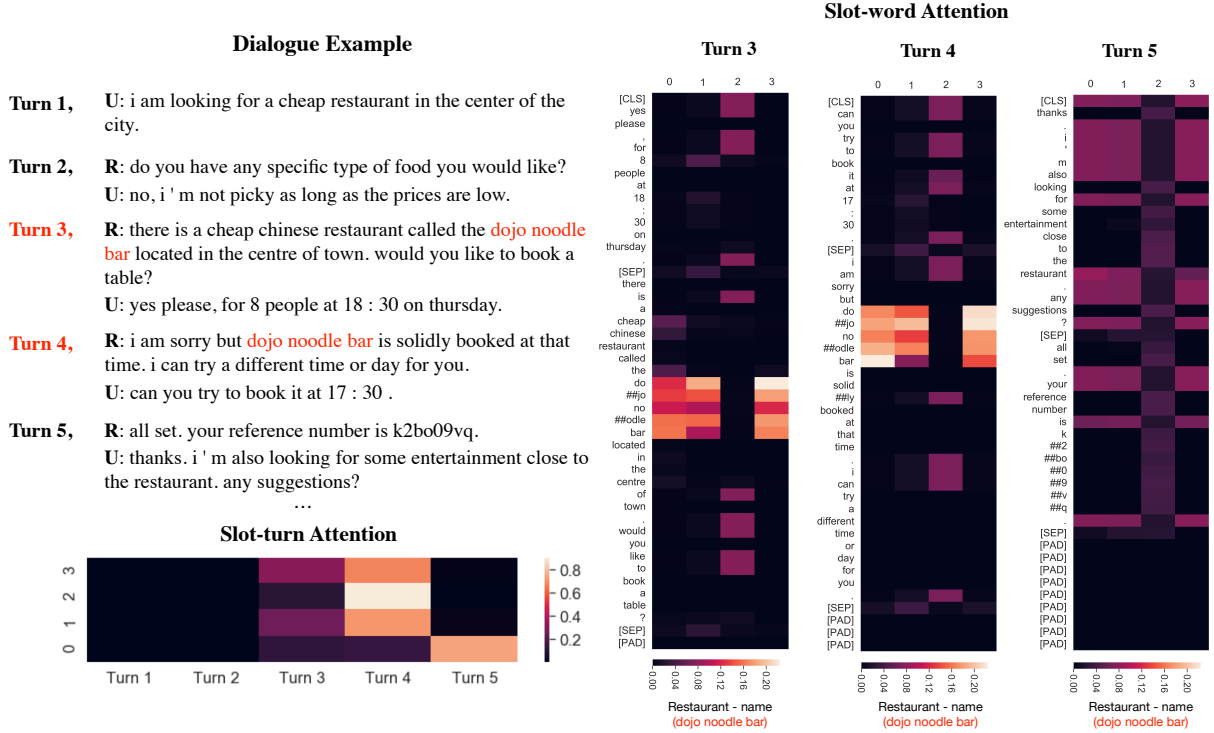 Dialogue Example
Turn 1,
U: i am looking for a cheap restaurant in the center of the
city.
Turn 2,
R: do you have any specific type of food you would like?
U: no, i ' m not picky as long as the prices are low.
Turn 3,
R: there is a cheap chinese restaurant called the dojo noodle
bar located in the centre of town. would you like to book a
table?
U: yes please, for 8 people at 18 : 30 on thursday.
Turn 4,
R: i am sorry but dojo noodle bar is solidly booked at that
time. i can try a different time or day for you.
U: can you try to book it at 17 : 30 .
Turn 5,
R: all set. your reference number is k2bo09vq.
U: thanks. i ' m also looking for some entertainment close to
the restaurant. any suggestions?
...
Slot-turn Attention
3
2
1
0
Turn 1 Turn 2 Turn 3 Turn 4 Turn 5
0.8
0.6
0.4
0.2
Slot-word Attention
Turn 3
0 1 2 3
[CLS]
yes
please
,
for
8
people
at
18
:
30
on
thursday
.
[SEP]
there
is
a
cheap
chinese
restaurant
called
the
do
##jo
no
##odle
bar
located
in
the
centre
of
town
.
would
you
like
to
book
a
table
?
[SEP]
[PAD]
0.00 0.04 0.08 0.12 0.16 0.20
Restaurant - name
(dojo noodle bar)
Turn 4
0 1 2 3
[CLS]
can
you
try
to
book
it
at
17
:
30
.
[SEP]
i
am
sorry
but
do
##jo
no
##odle
bar
is
solid
##ly
booked
at
that
time
.
i
can
try
a
different
time
or
day
for
you
.
[SEP]
[PAD]
[PAD]
[PAD]
0.00 0.04 0.08 0.12 0.16 0.20
Restaurant - name
(dojo noodle bar)
Turn 5
0 1 2 3
[CLS]
thanks
.
i
'
m
also
looking
for
some
entertainment
close
to
the
restaurant
.
any
suggestions
?
[SEP]
all
set
.
your
reference
number
is
k
##2
##bo
##0
##9
##v
##q
.
[SEP]
[PAD]
[PAD]
[PAD]
[PAD]
[PAD]
[PAD]
[PAD]
[PAD]
[PAD]
0.00 0.04 0.08 0.12 0.16 0.20
Restaurant - name
(dojo noodle bar)